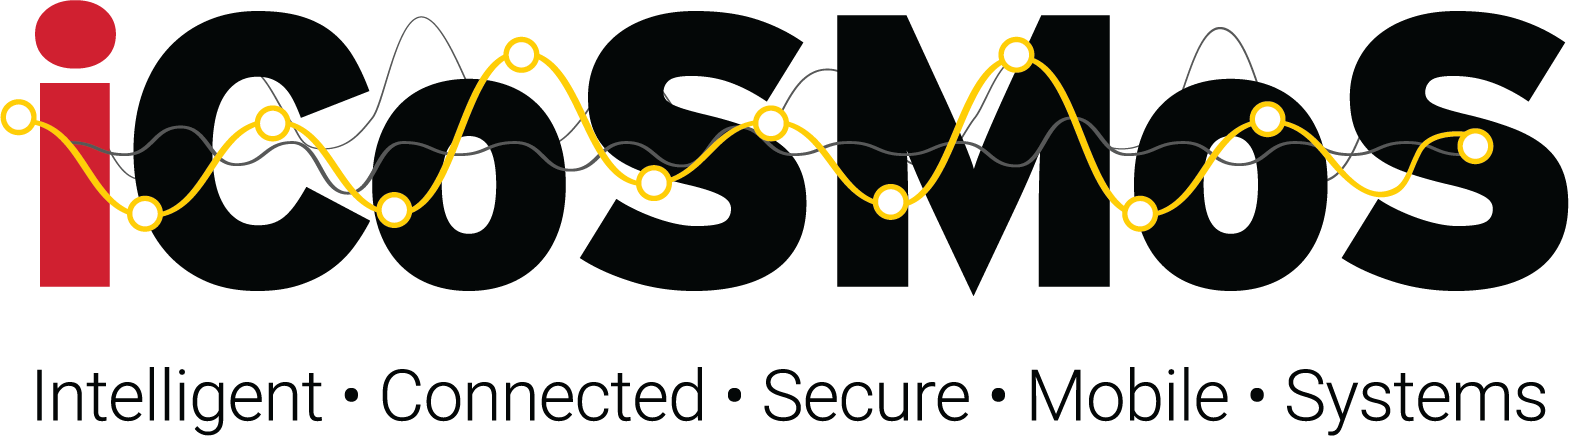 iCoSMoS
Intelligent • Connected • Secure • Mobile • Systems